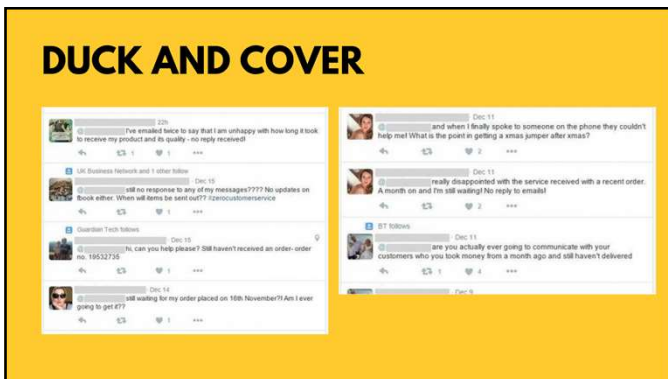 DUCK AND COVER
22h
@ I've emailed twice to say that I am unhappy with how long it took
to receive my product and its quality - no reply received!
1 1
UK Business Network and 1 other follow
· Dec 15
@ still no response to any of my messages???? No updates on
fbook either. When will items be sent out?? #zerocustomerservice
1
Guardian Tech follows
· Dec 15
@ hi, can you help please? Still haven't received an order- order
no. 19532735
1
· Dec 14
@ still waiting for my order placed on 16th November?! Am I ever
going to get it??
1
Dec 11
@ and when I finally spoke to someone on the phone they couldn't
help me! What is the point in getting a xmas jumper after xmas?
2
Dec 11
@ really disappointed with the service received with a recent order.
A month on and I'm still waiting! No reply to emails!
2
BT follows
· Dec 11
@ are you actually ever going to communicate with your
customers who you took money from a month ago and still haven't delivered
1 4
Dec 9